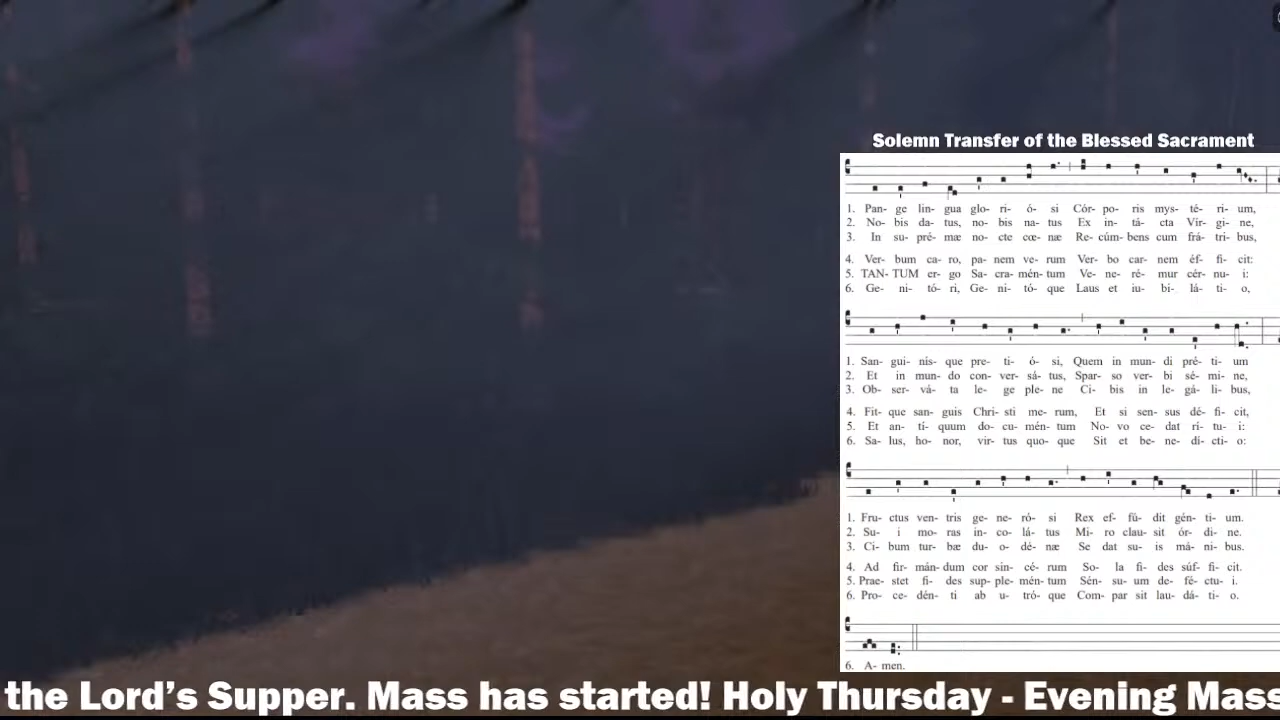 Solemn Transfer of the Blessed Sacrament
1. Pan- ge lin- gua glo- ri- ó- si Cór- po- ris mys- té- ri- um,
2. No- bis da- tus, no- bis na- tus Ex in- tá- cta Vír- gi- ne,
3. In su- pré- mæ no- cte cœ- næ Re- cúm- bens cum frá- tri- bus,
4. Ver- bum ca- ro, pa- nem ve- rum Ver- bo car- nem éf- fi- cit:
5. TAN- TUM er- go Sa- cra- mén- tum Ve- ne- ré- mur cér- nu- i:
6. Ge- ni- tó- ri, Ge- ni- tó- que Laus et iu- bi- lá- ti- o,
1. San- gui- nís- que pre- ti- ó- si, Quem in mun- di pré- ti- um
2. Et in mun- do con- ver- sá- tus, Spar- so ver- bi sé- mi- ne,
3. Ob- ser- vá- ta le- ge ple- ne Ci- bis in le- gá- li- bus,
4. Fit- que san- guis Chri- sti me- rum, Et si sen- sus dé- fi- cit,
5. Et an- tí- quum do- cu- mén- tum No- vo ce- dat rí- tu- i:
6. Sa- lus, ho- nor, vir- tus quo- que Sit et be- ne- dí- cti- o:
1. Fru- ctus ven- tris ge- ne- ró- si Rex ef- fú- dit gén- ti- um.
2. Su- i mo- ras in- co- lá- tus Mi- ro clau- sit ór- di- ne.
3. Ci- bum tur- bæ du- o- dé- næ Se dat su- is má- ni- bus.
4. Ad fir- mán- dum cor sin- cé- rum So- la fi- des súf- fi- cit.
5. Prae- stet fi- des sup- ple- mén- tum Sén- su- um de- fé- ctu- i.
6. Pro- ce- dén- ti ab u- tró- que Com- par sit lau- dá- ti- o.
6. A- men.
the Lord's Supper. Mass has started! Holy Thursday - Evening Mass